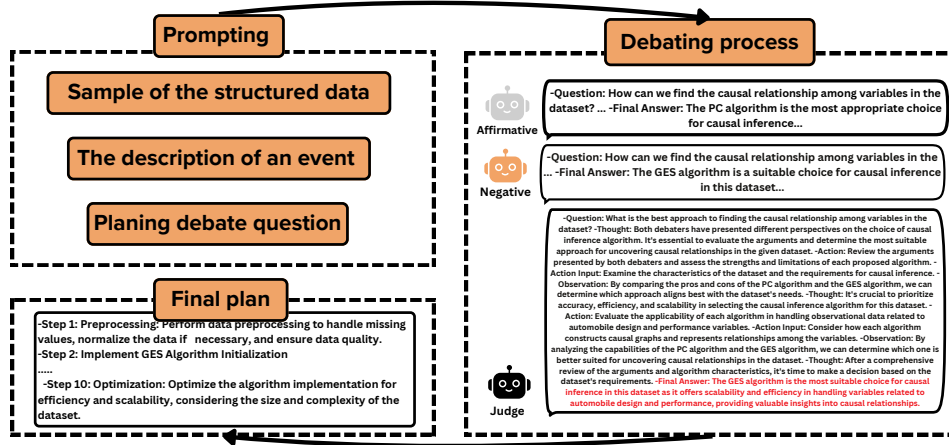 Prompting
Sample of the structured data
The description of an event
Planing debate question
Debating process
Affirmative
-Question: How can we find the causal relationship among variables in the
dataset? ... -Final Answer: The PC algorithm is the most appropriate choice
for causal inference...
Negative
-Question: How can we find the causal relationship among variables in the
... -Final Answer: The GES algorithm is a suitable choice for causal inference
in this dataset...
Judge
-Question: What is the best approach to finding the causal relationship among variables in the
dataset? -Thought: Both debaters have presented different perspectives on the choice of causal
inference algorithm. It's essential to evaluate the arguments and determine the most suitable
approach for uncovering causal relationships in the given dataset. -Action: Review the arguments
presented by both debaters and assess the strengths and limitations of each proposed algorithm. -
Action Input: Examine the characteristics of the dataset and the requirements for causal inference. -
Observation: By comparing the pros and cons of the PC algorithm and the GES algorithm, we can
determine which approach aligns best with the dataset's needs. -Thought: It's crucial to prioritize
accuracy, efficiency, and scalability in selecting the causal inference algorithm for this dataset. -
Action: Evaluate the applicability of each algorithm in handling observational data related to
automobile design and performance variables. -Action Input: Consider how each algorithm
constructs causal graphs and represents relationships among the variables. -Observation: By
analyzing the capabilities of the PC algorithm and the GES algorithm, we can determine which one is
better suited for uncovering causal relationships in the dataset. -Thought: After a comprehensive
review of the arguments and algorithm characteristics, it's time to make a decision based on the
dataset's requirements. -Final Answer: The GES algorithm is the most suitable choice for causal
inference in this dataset as it offers scalability and efficiency in handling variables related to
automobile design and performance, providing valuable insights into causal relationships.
Final plan
-Step 1: Preprocessing: Perform data preprocessing to handle missing
values, normalize the data if necessary, and ensure data quality.
-Step 2: Implement GES Algorithm Initialization
.....
-Step 10: Optimization: Optimize the algorithm implementation for
efficiency and scalability, considering the size and complexity of the
dataset.